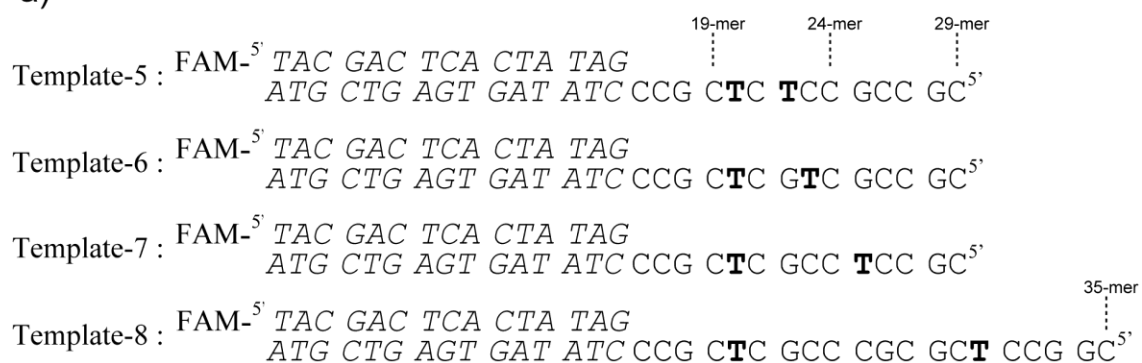 a)
19-mer 24-mer 29-mer
Template-5 : FAM-5' TAC GAC TCA CTA TAG
ATG CTG AGT GAT ATC CCG CTC TCC GCC GC5'
Template-6 : FAM-5' TAC GAC TCA CTA TAG
ATG CTG AGT GAT ATC CCG CTC GTC GCC GC5'
Template-7 : FAM-5' TAC GAC TCA CTA TAG
ATG CTG AGT GAT ATC CCG CTC GCC TCC GC5'
35-mer
Template-8 : FAM-5' TAC GAC TCA CTA TAG
ATG CTG AGT GAT ATC CCG CTC GCC CGC GCT CCG GC5'